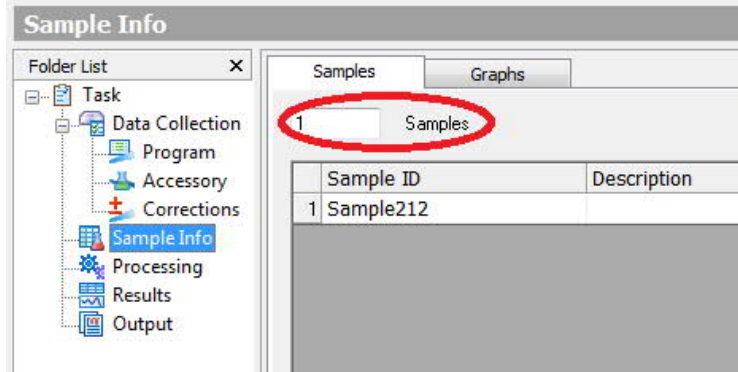 Sample Info
Folder List
Task
Data Collection
Program
Accessory
Corrections
Sample Info
Processing
Results
Output
Samples Graphs
1 Samples
Sample ID Description
1 Sample212